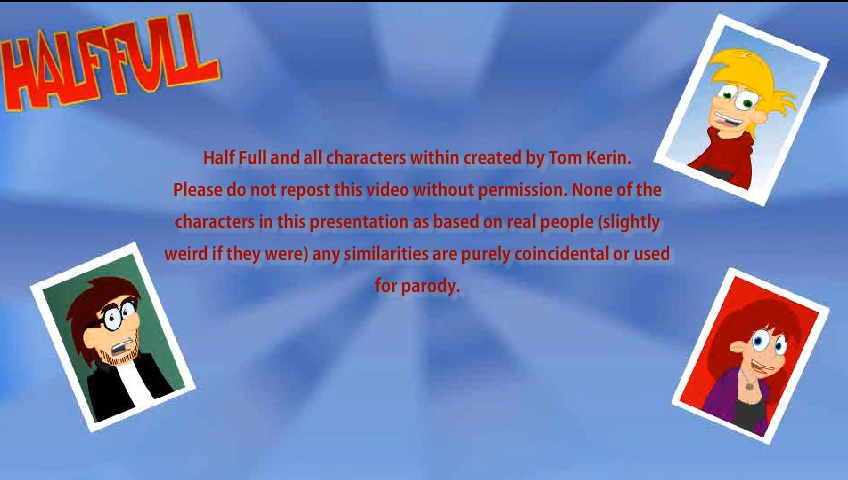 HALF FULL
Half Full and all characters within created by Tom Kerin.
Please do not repost this video without permission. None of the
characters in this presentation as based on real people (slightly
weird if they were) any similarities are purely coincidental or used
for parody.